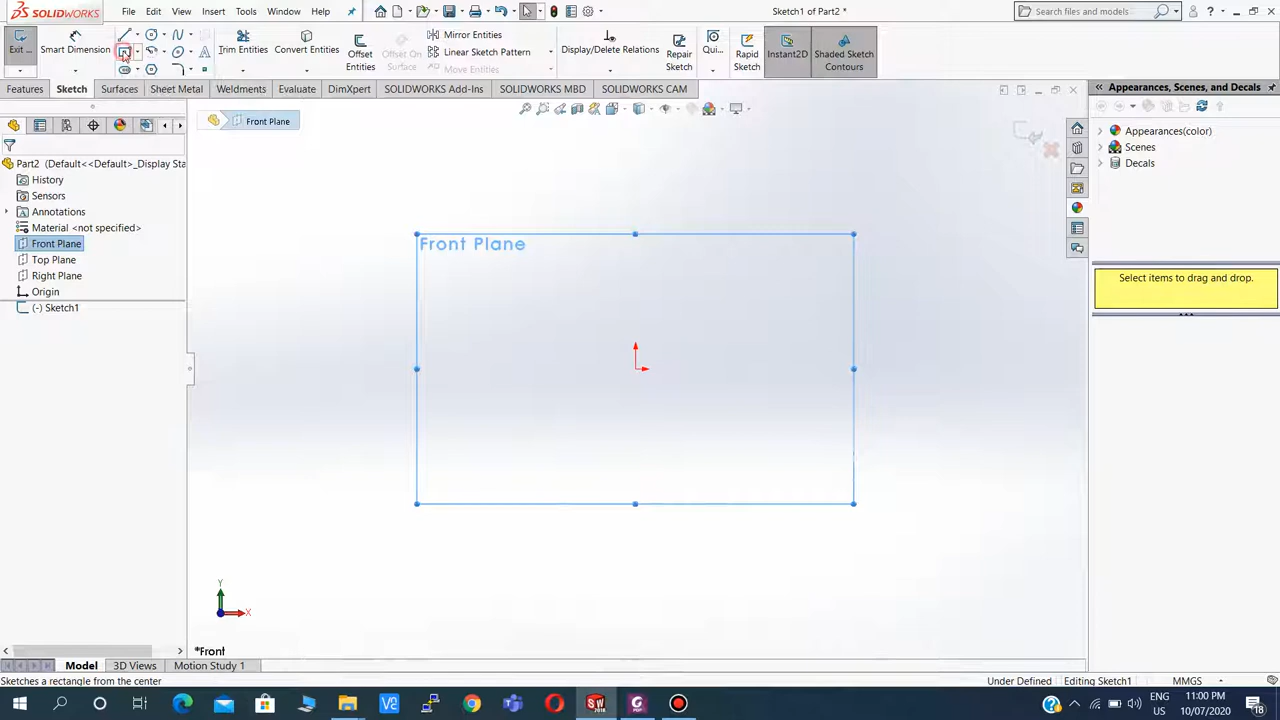 SOLIDWORKS File Edit View Insert Tools Window Help Sketch1 of Part2 * Search files and models ?
Exit ... Smart Dimension Trim Entities Convert Entities Offset Entities Offset On Surface Mirror Entities Linear Sketch Pattern Move Entities Display/Delete Relations Repair Sketch Qui... Rapid Sketch Instant2D Shaded Sketch Contours
Features Sketch Surfaces Sheet Metal Weldments Evaluate DimXpert SOLIDWORKS Add-Ins SOLIDWORKS MBD SOLIDWORKS CAM
Appearances, Scenes, and Decals
Front Plane
Appearances(color)
Scenes
Decals
Part2 (Default<<Default>_Display Sta
History
Sensors
Annotations
Material <not specified>
Front Plane
Top Plane
Right Plane
Origin
(-) Sketch1
Front Plane
Select items to drag and drop.
Y
X
*Front
Model 3D Views Motion Study 1
Sketches a rectangle from the center Under Defined Editing Sketch1 MMGS
ENG 11:00 PM
US 10/07/2020 18